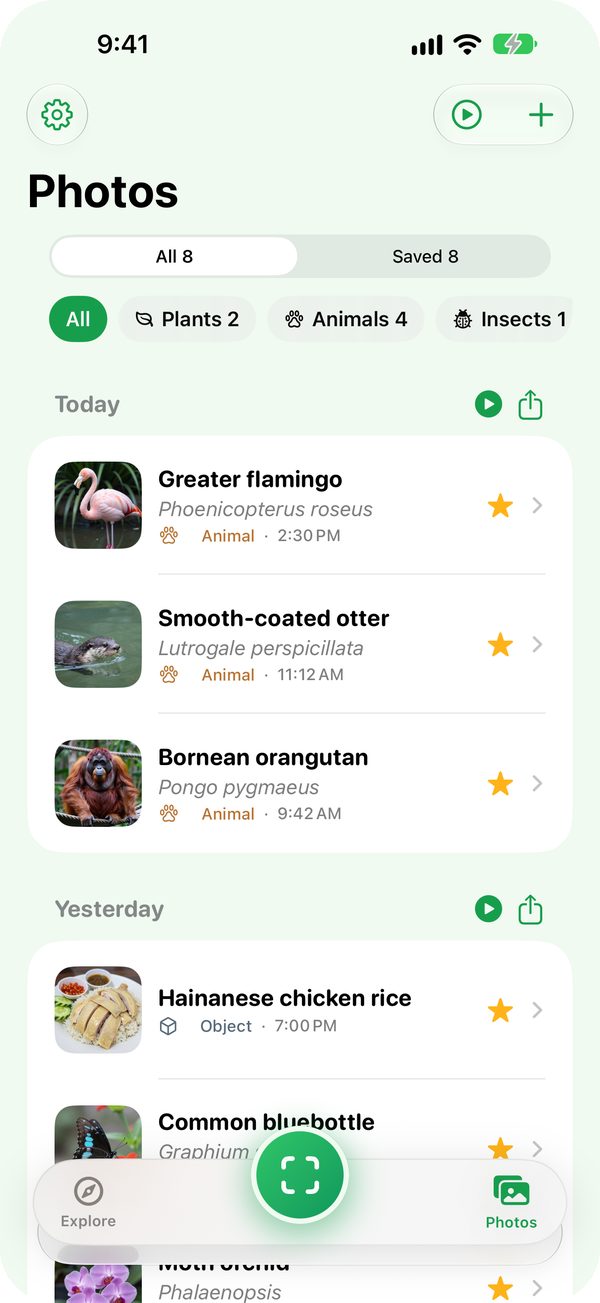 9:41
Photos
All 8
Saved 8
All
Plants 2
Animals 4
Insects 1
Today
Greater flamingo
Phoenicopterus roseus
Animal · 2:30 PM
Smooth-coated otter
Lutrogale perspicillata
Animal · 11:12 AM
Bornean orangutan
Pongo pygmaeus
Animal · 9:42 AM
Yesterday
Hainanese chicken rice
Object · 7:00 PM
Common bluebottle
Graphium
Explore
Photos
Moth orchid
Phalaenopsis